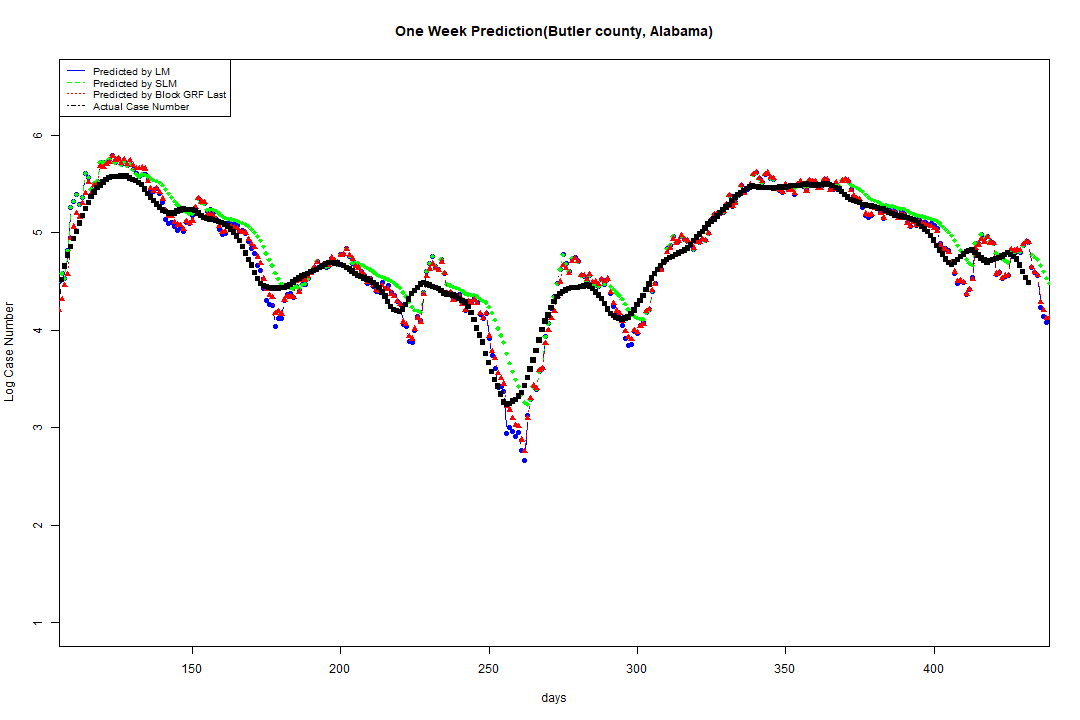 One Week Prediction(Butler county, Alabama)
Predicted by LM
Predicted by SLM
Predicted by Block GRF Last
Actual Case Number
Log Case Number
6
5
4
3
2
1
150
200
250
300
350
400
days